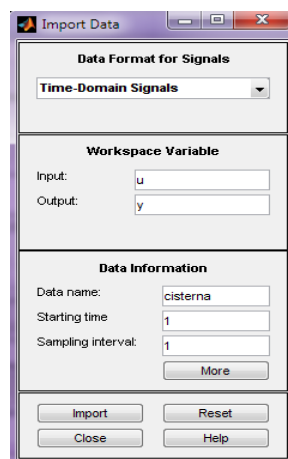 Import Data
Data Format for Signals
Time-Domain Signals
Workspace Variable
Input: u
Output: y
Data Information
Data name: cisterna
Starting time 1
Sampling interval: 1
More
Import Reset
Close Help